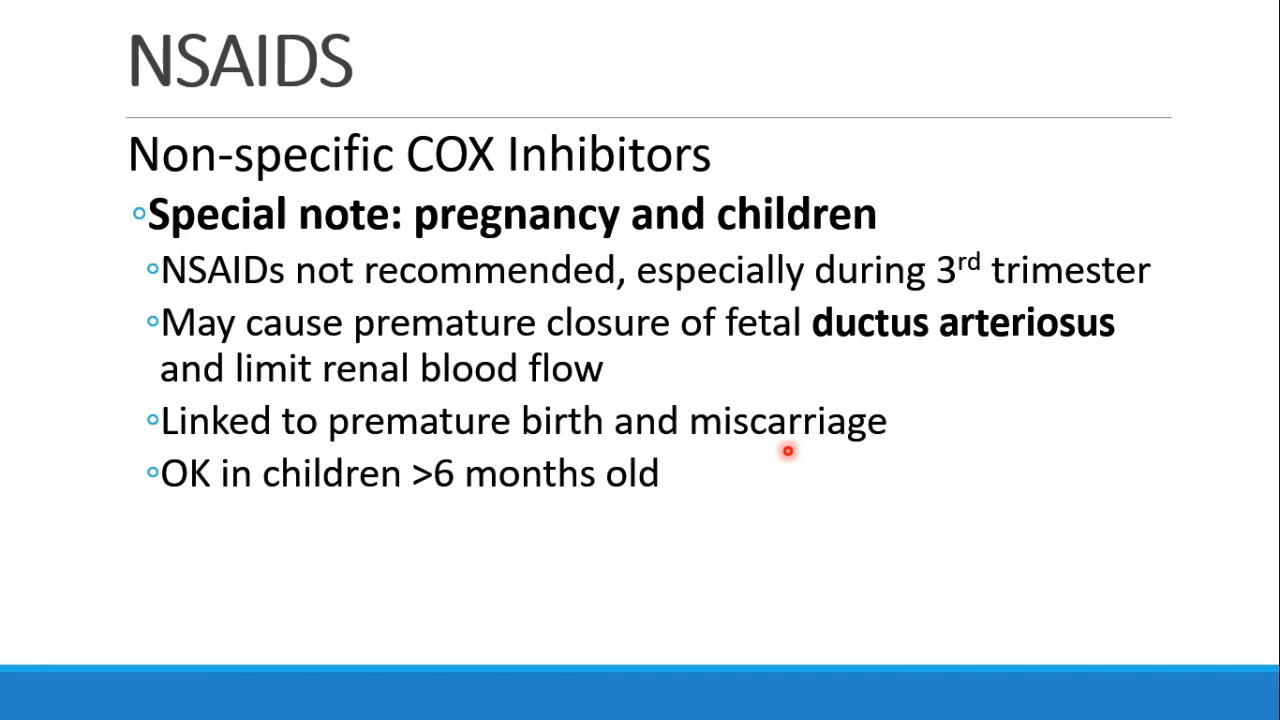 NSAIDS
Non-specific COX Inhibitors
◦Special note: pregnancy and children
◦NSAIDs not recommended, especially during 3rd trimester
◦May cause premature closure of fetal ductus arteriosus
and limit renal blood flow
◦Linked to premature birth and miscarriage
◦OK in children >6 months old